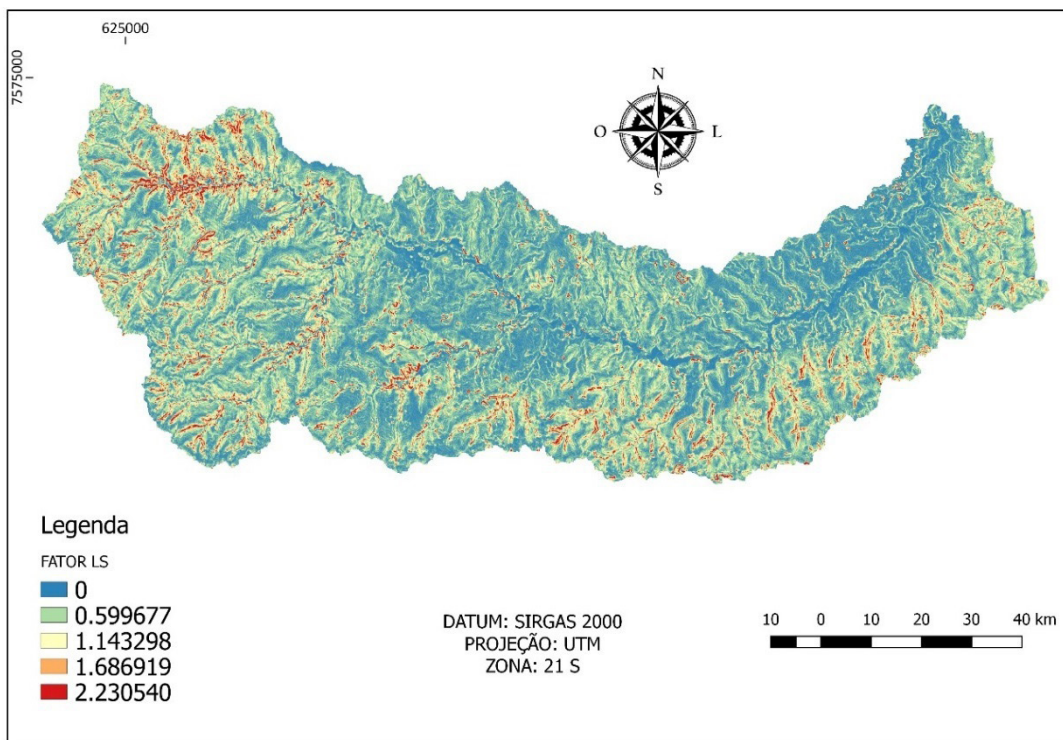 625000
7575000
N
O
L
S
Legenda
FATOR LS
0
0.599677
1.143298
1.686919
2.230540
DATUM: SIRGAS 2000
PROJEÇÃO: UTM
ZONA: 21 S
10 0 10 20 30 40 km